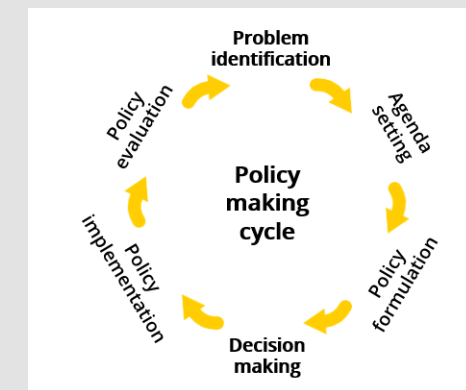 Problem
identification
Agenda
setting
Policy
formulation
Decision
making
Policy
implementation
Policy
evaluation
Policy
making
cycle